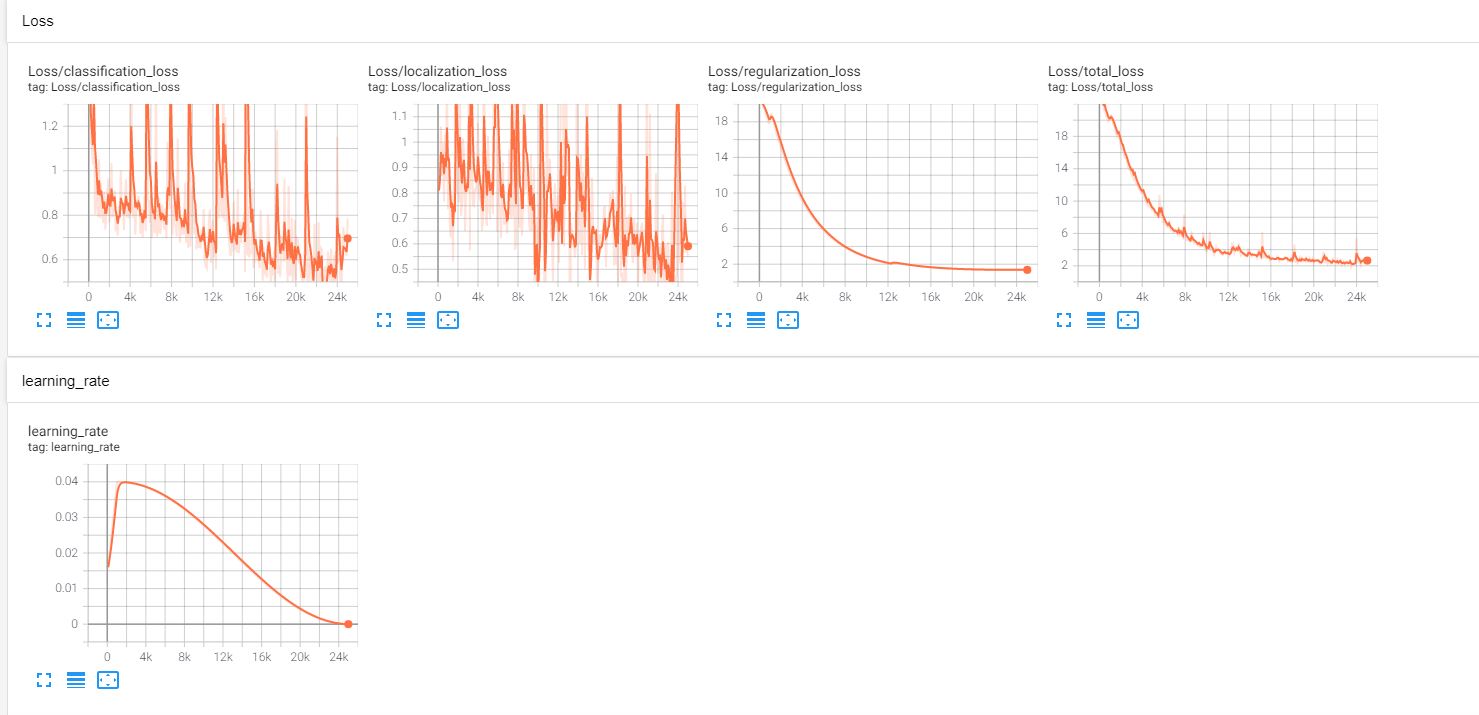 Loss
Loss/classification_loss
tag: Loss/classification_loss
1.2
1
0.8
0.6
0 4k 8k 12k 16k 20k 24k
Loss/localization_loss
tag: Loss/localization_loss
1.1
1
0.9
0.8
0.7
0.6
0.5
0 4k 8k 12k 16k 20k 24k
Loss/regularization_loss
tag: Loss/regularization_loss
18
14
10
6
2
0 4k 8k 12k 16k 20k 24k
Loss/total_loss
tag: Loss/total_loss
18
14
10
6
2
0 4k 8k 12k 16k 20k 24k
learning_rate
learning_rate
tag: learning_rate
0.04
0.03
0.02
0.01
0
0 4k 8k 12k 16k 20k 24k